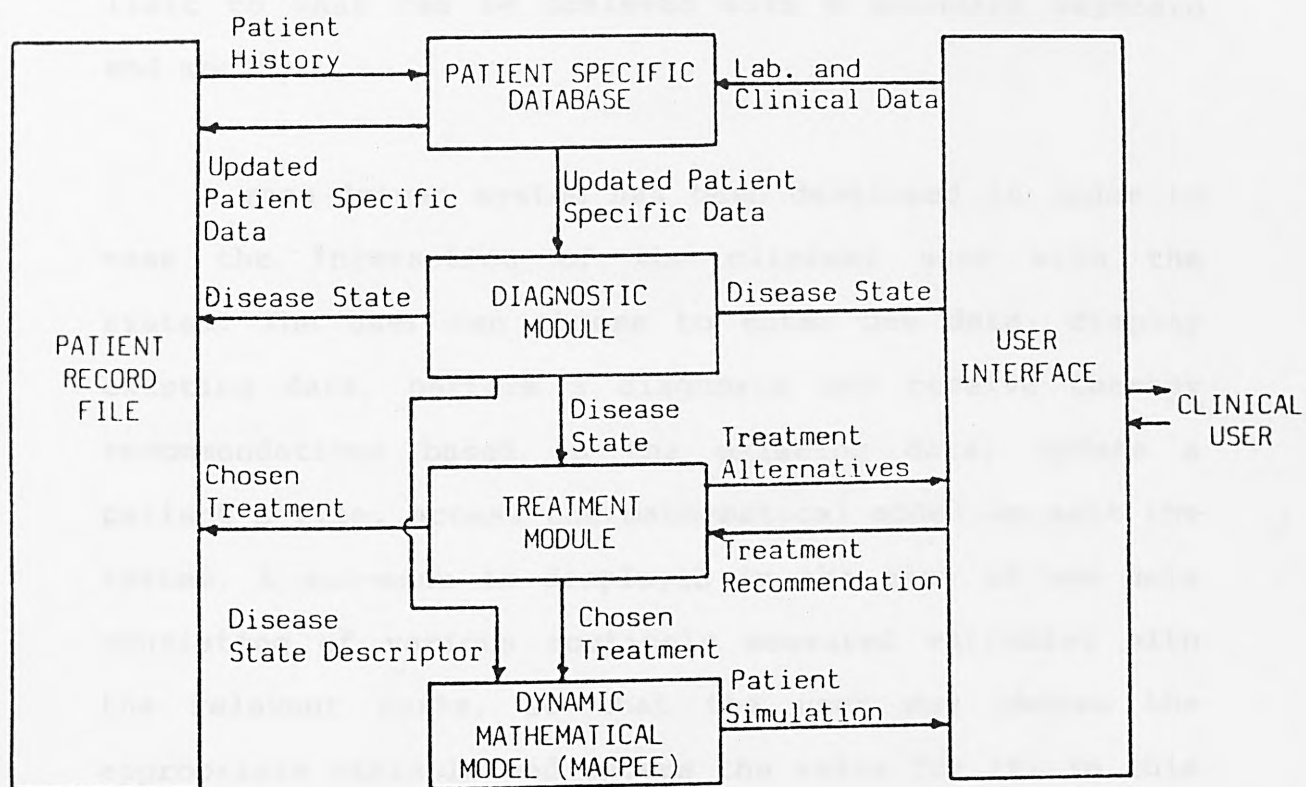 Patient
History
PATIENT SPECIFIC
DATABASE
Lab. and
Clinical Data
Updated
Patient Specific
Data
Updated Patient
Specific Data
Disease State
DIAGNOSTIC
MODULE
Disease State
PATIENT
RECORD
FILE
USER
INTERFACE
CLINICAL
USER
Disease
State
Chosen
Treatment
TREATMENT
MODULE
Treatment
Alternatives
Treatment
Recommendation
Disease
State Descriptor
Chosen
Treatment
DYNAMIC
MATHEMATICAL
MODEL (MACPEE)
Patient
Simulation